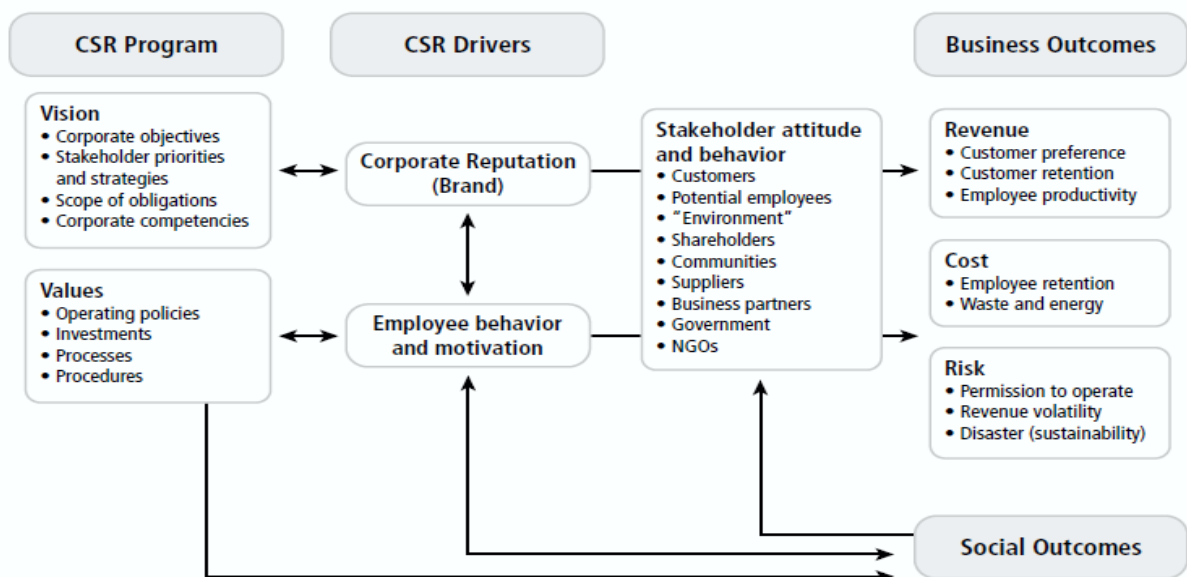 CSR Program
CSR Drivers
Business Outcomes
Vision
• Corporate objectives
• Stakeholder priorities
and strategies
• Scope of obligations
• Corporate competencies
Values
• Operating policies
• Investments
• Processes
• Procedures
Corporate Reputation
(Brand)
Employee behavior
and motivation
Stakeholder attitude
and behavior
• Customers
• Potential employees
• “Environment”
• Shareholders
• Communities
• Suppliers
• Business partners
• Government
• NGOs
Revenue
• Customer preference
• Customer retention
• Employee productivity
Cost
• Employee retention
• Waste and energy
Risk
• Permission to operate
• Revenue volatility
• Disaster (sustainability)
Social Outcomes